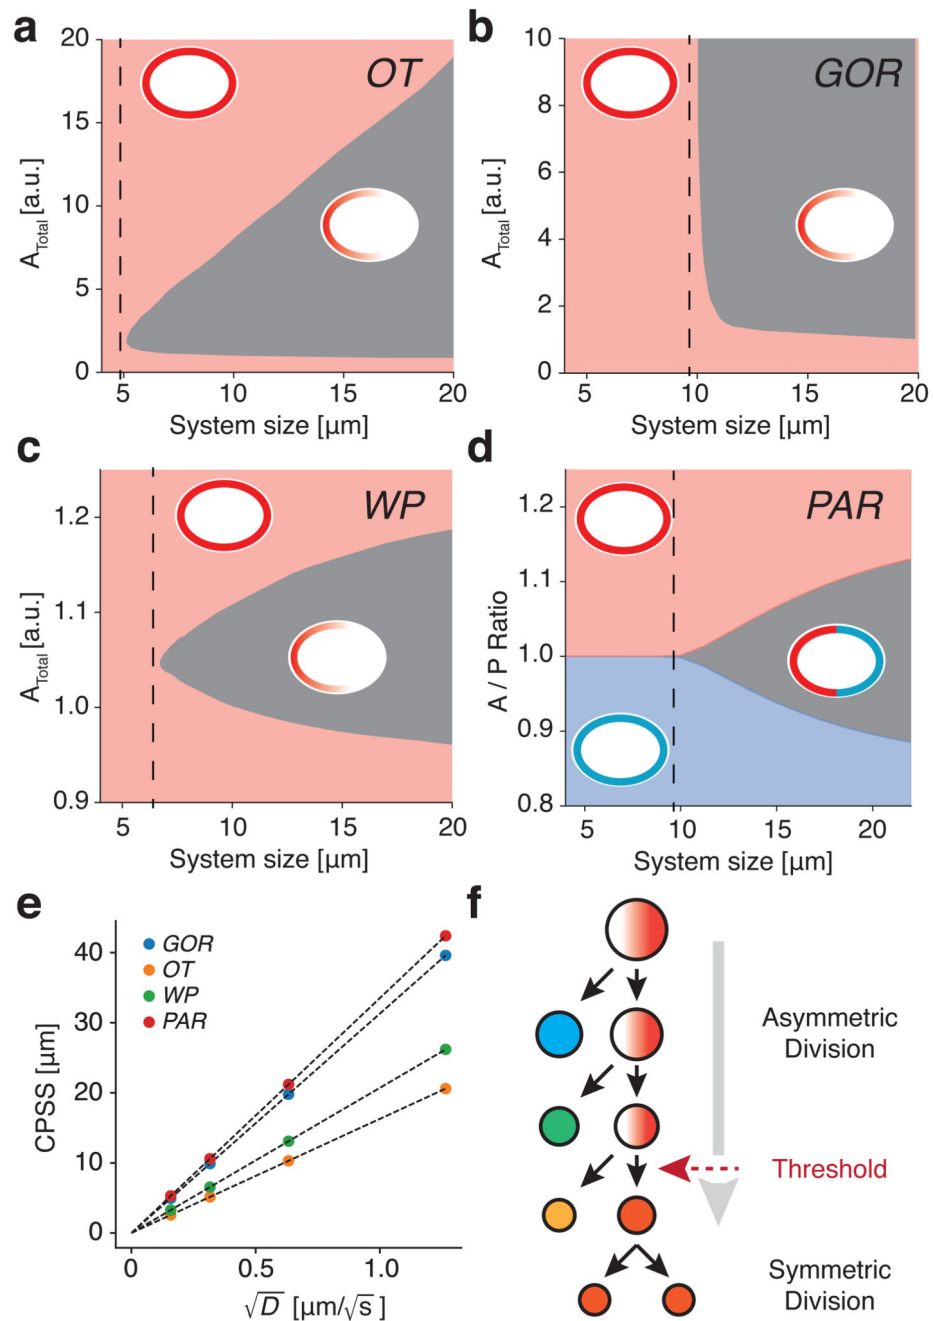 a
OT
20
15
10
5
0
A_Total [a.u.]
5
10
15
20
System size [µm]
b
GOR
10
8
6
4
2
0
A_Total [a.u.]
5
10
15
20
System size [µm]
c
WP
1.2
1.1
1.0
0.9
A_Total [a.u.]
5
10
15
20
System size [µm]
d
PAR
1.2
1.1
1.0
0.9
0.8
A / P Ratio
5
10
15
20
System size [µm]
e
GOR
OT
WP
PAR
40
30
20
10
0
CPSS [µm]
0
0.5
1.0
√D [µm/√s ]
f
Asymmetric
Division
Threshold
Symmetric
Division